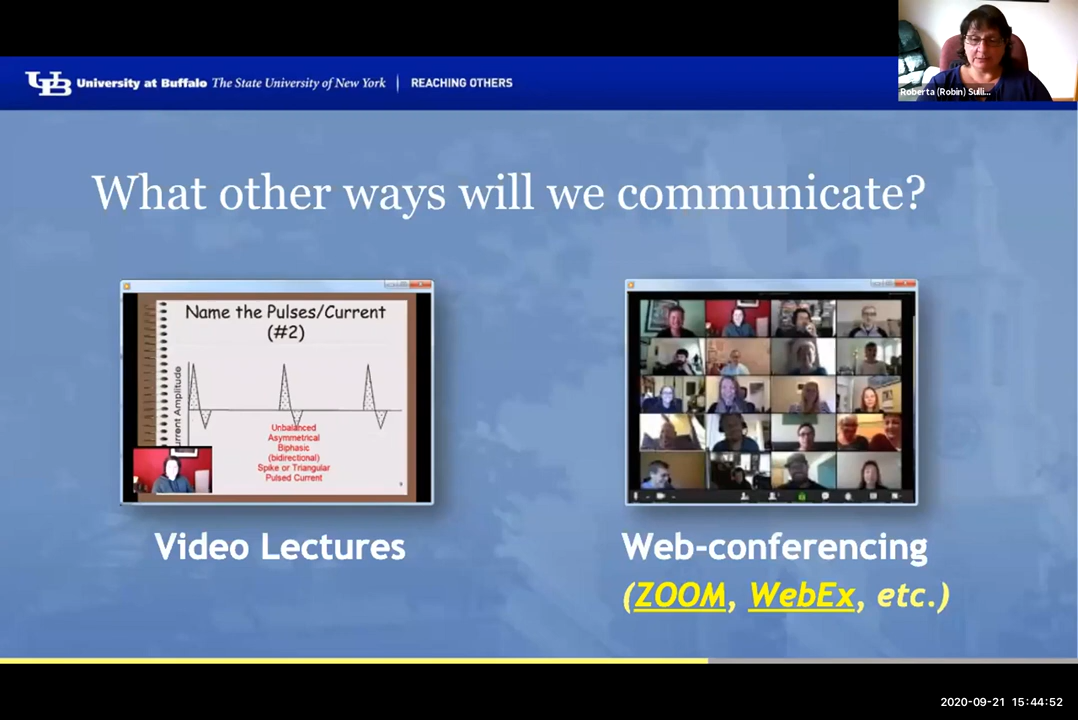 University at Buffalo The State University of New York | REACHING OTHERS
Roberta (Robin) Sulli...
What other ways will we communicate?
Name the Pulses/Current
(#2)
Amplitude
Unbalanced
Asymmetrical
Biphasic
(bidirectional)
Spike or Triangular
Pulsed Current
Video Lectures
Web-conferencing
(ZOOM, WebEx, etc.)
2020-09-21 15:44:52